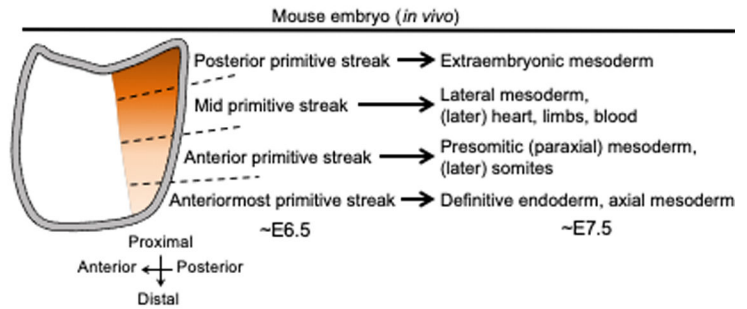 Mouse embryo (in vivo)
Posterior primitive streak
Extraembryonic mesoderm
Mid primitive streak
Lateral mesoderm,
(later) heart, limbs, blood
Anterior primitive streak
Presomitic (paraxial) mesoderm,
(later) somites
Anteriormost primitive streak
Definitive endoderm, axial mesoderm
~E6.5
~E7.5
Proximal
Anterior
Posterior
Distal